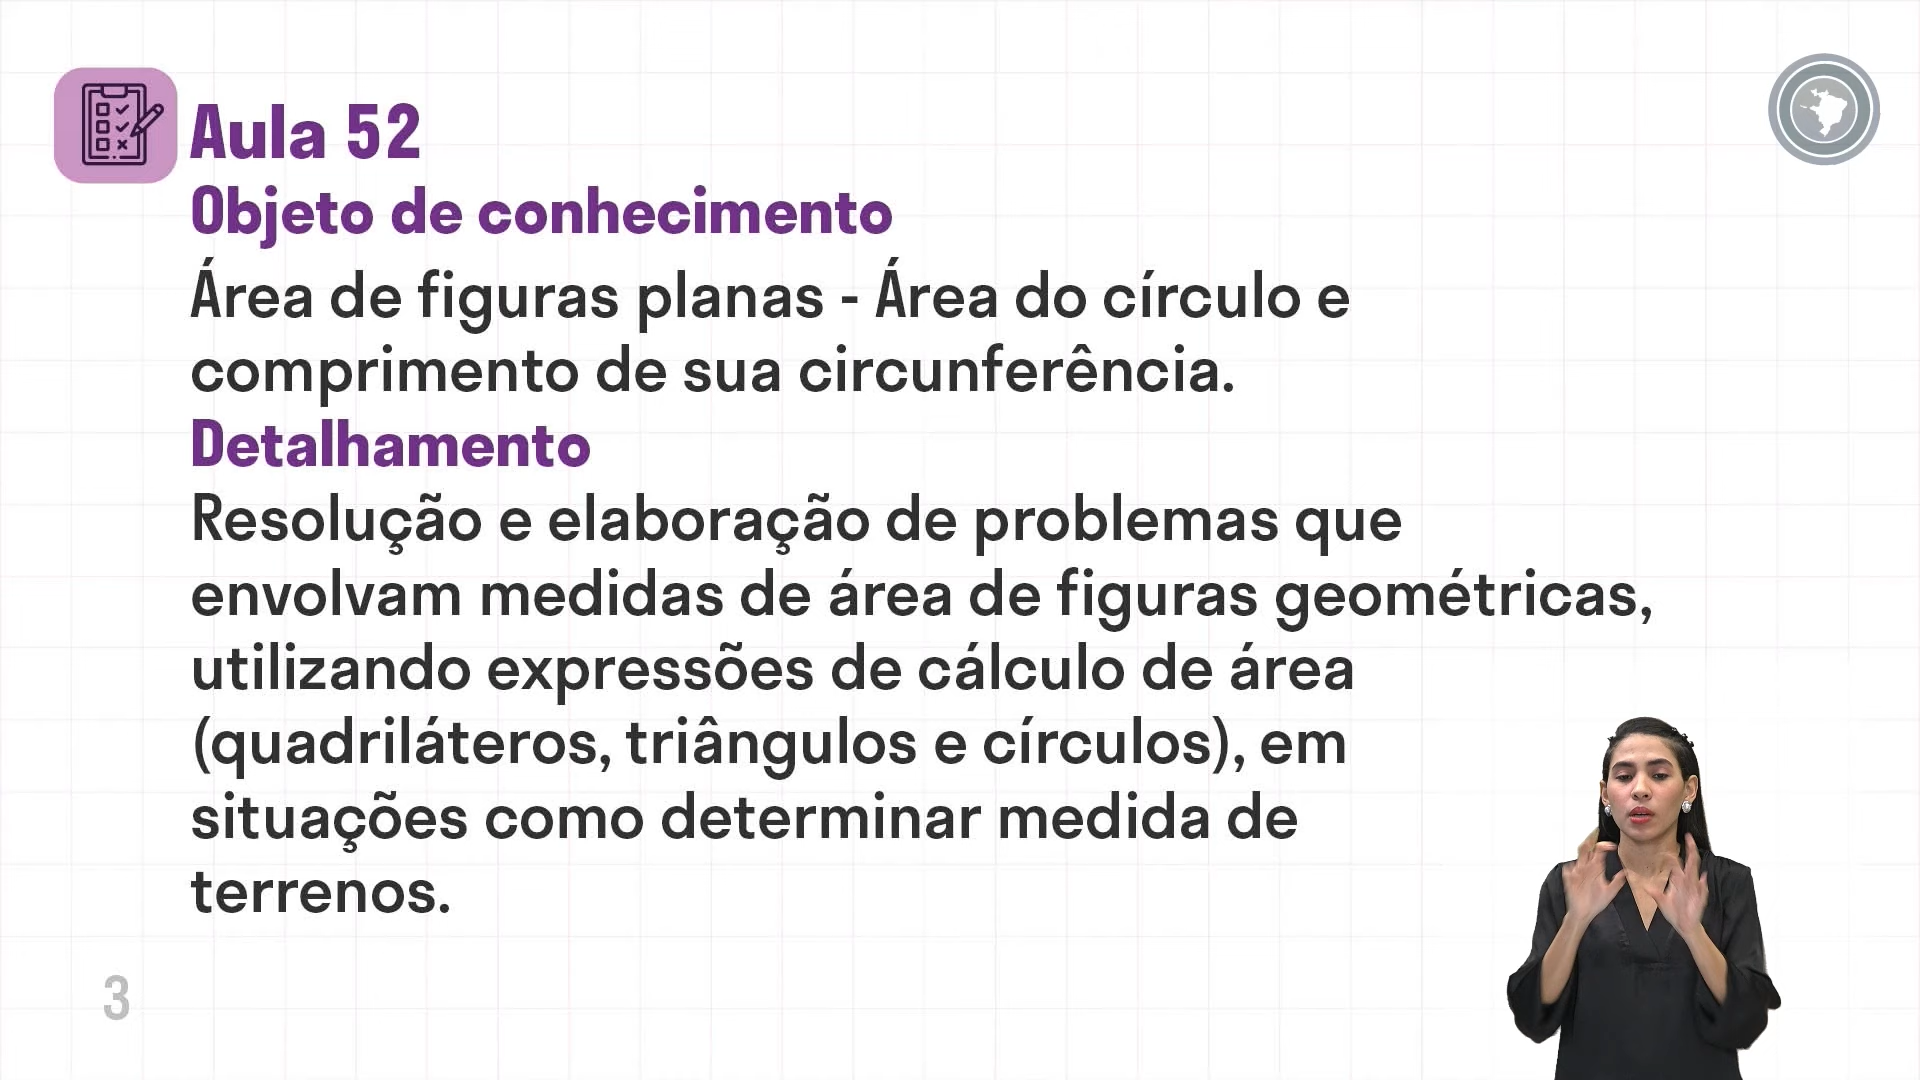 Aula 52
Objeto de conhecimento
Área de figuras planas - Área do círculo e
comprimento de sua circunferência.
Detalhamento
Resolução e elaboração de problemas que
envolvam medidas de área de figuras geométricas,
utilizando expressões de cálculo de área
(quadriláteros, triângulos e círculos), em
situações como determinar medida de
terrenos.
3